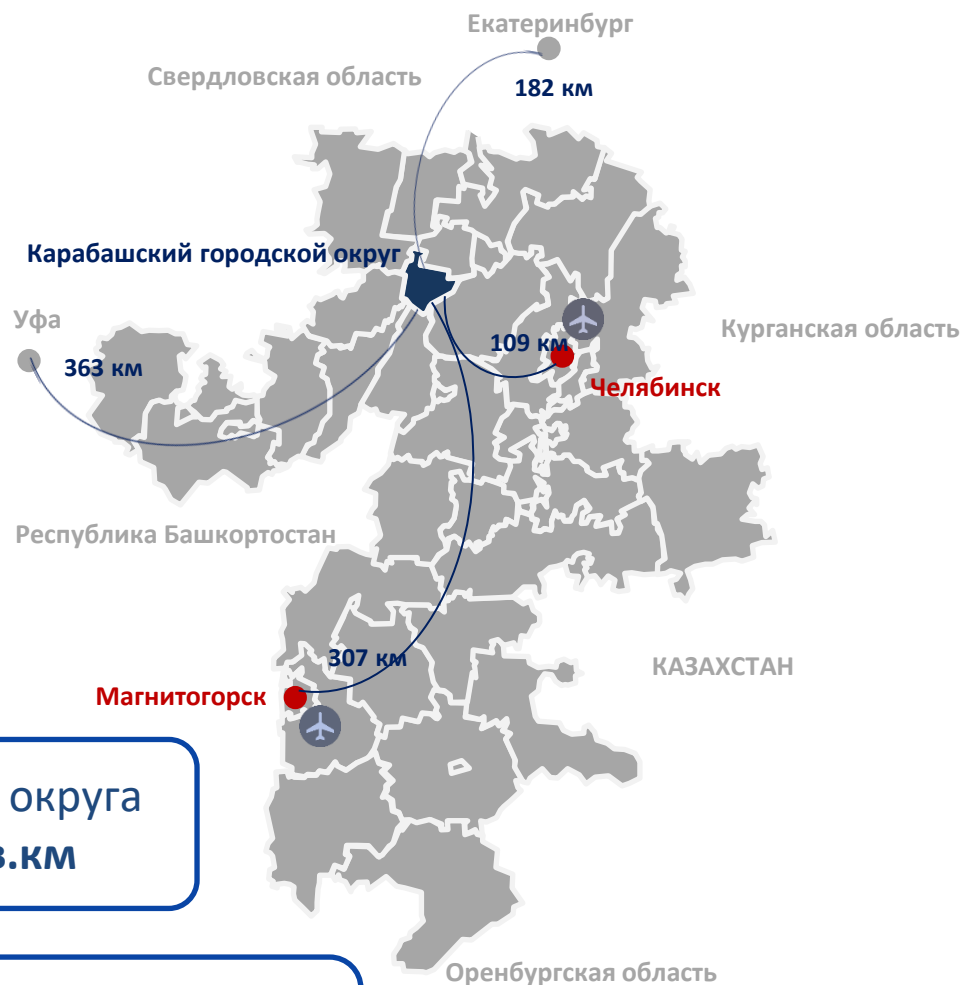 Екатеринбург
Свердловская область
182 км
Карабашский городской округ
Уфа
363 км
109 км
Курганская область
Челябинск
Республика Башкортостан
307 км
КАЗАХСТАН
Магнитогорск
округа
в.км
Оренбургская область